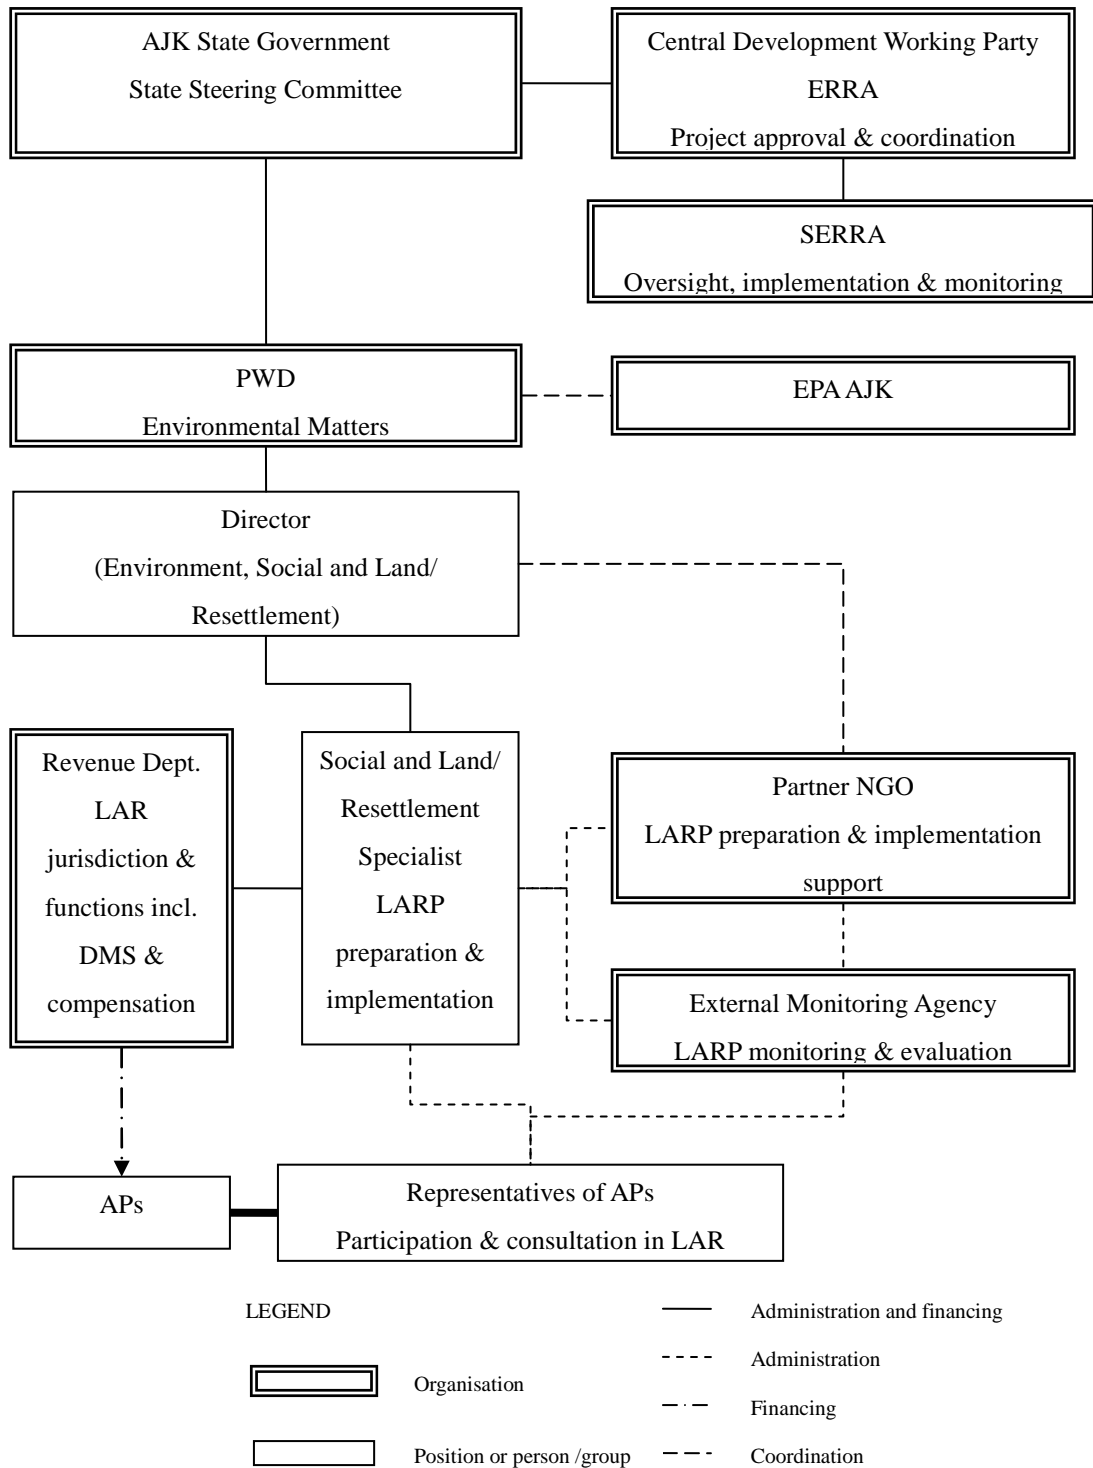 AJK State Government
State Steering Committee
Central Development Working Party
ERRA
Project approval & coordination
SERRA
Oversight, implementation & monitoring
PWD
Environmental Matters
EPA AJK
Director
(Environment, Social and Land/
Resettlement)
Revenue Dept.
LAR
jurisdiction &
functions incl.
DMS &
compensation
Social and Land/
Resettlement
Specialist
LARP
preparation &
implementation
Partner NGO
LARP preparation & implementation
support
External Monitoring Agency
LARP monitoring & evaluation
APs
Representatives of APs
Participation & consultation in LAR
LEGEND
Organisation
Position or person /group
Administration and financing
Administration
Financing
Coordination